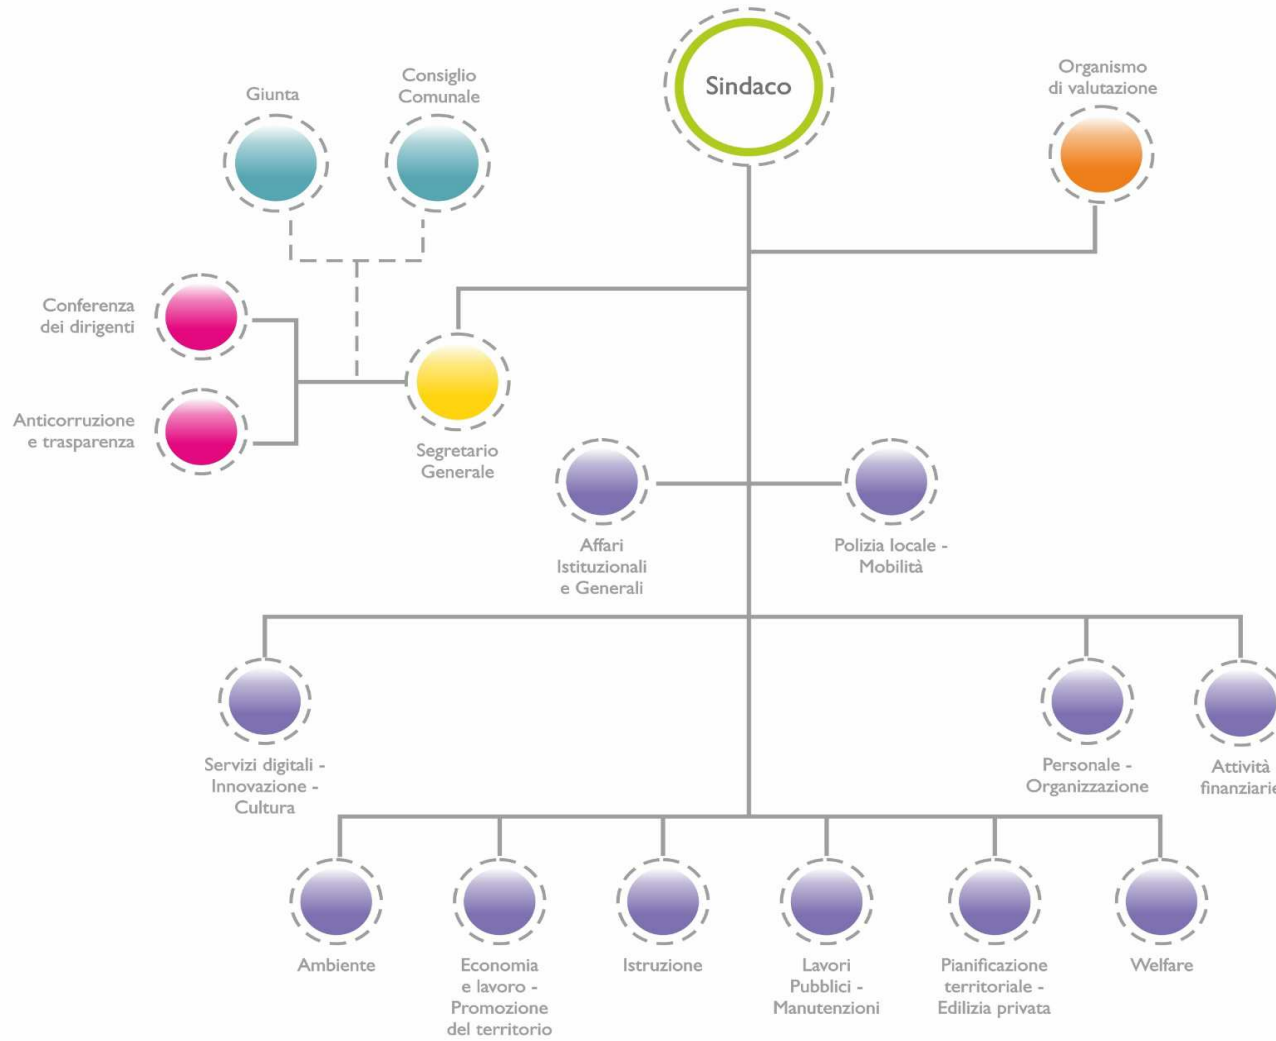 Sindaco
Giunta
Consiglio
Comunale
Organismo
di valutazione
Conferenza
dei dirigenti
Anticorruzione
e trasparenza
Segretario
Generale
Affari
Istituzionali
e Generali
Polizia locale -
Mobilità
Servizi digitali -
Innovazione -
Cultura
Personale -
Organizzazione
Attività
finanziarie
Ambiente
Economia
e lavoro -
Promozione
del territorio
Istruzione
Lavori
Pubblici -
Manutenzioni
Pianificazione
territoriale -
Edilizia privata
Welfare